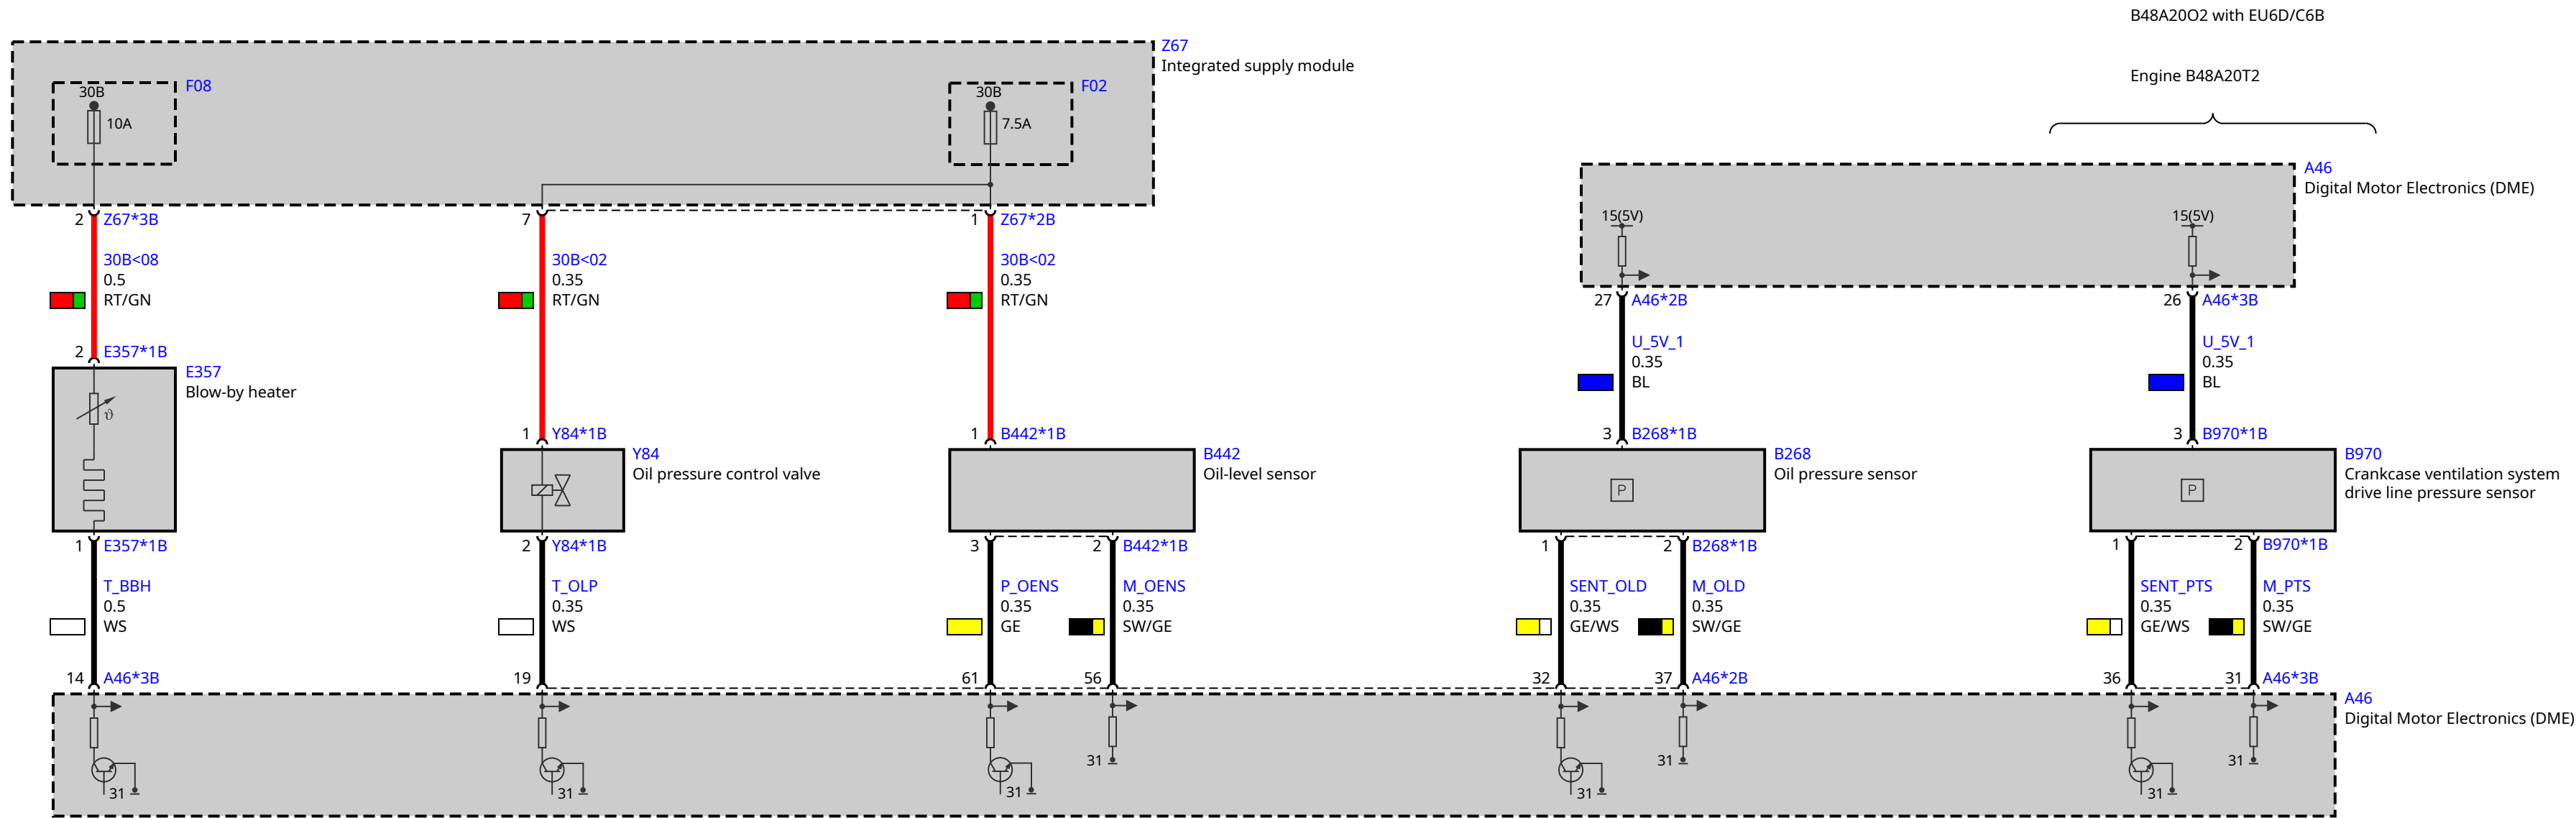 B48A20O2 with EU6D/C6B
Engine B48A20T2
Z67
Integrated supply module
30B
F08
10A
30B
F02
7.5A
A46
Digital Motor Electronics (DME)
15(5V)
15(5V)
2 Z67*3B
7
1 Z67*2B
30B<08
0.5
RT/GN
30B<02
0.35
RT/GN
30B<02
0.35
RT/GN
27 A46*2B
26 A46*3B
U_5V_1
0.35
BL
U_5V_1
0.35
BL
2 E357*1B
E357
Blow-by heater
ϑ
1 Y84*1B
1 B442*1B
3 B268*1B
3 B970*1B
Y84
Oil pressure control valve
B442
Oil-level sensor
B268
Oil pressure sensor
P
B970
Crankcase ventilation system
drive line pressure sensor
P
1 E357*1B
2 Y84*1B
3
2 B442*1B
1
2 B268*1B
1
2 B970*1B
T_BBH
0.5
WS
T_OLP
0.35
WS
P_OENS
0.35
GE
M_OENS
0.35
SW/GE
SENT_OLD
0.35
GE/WS
M_OLD
0.35
SW/GE
SENT_PTS
0.35
GE/WS
M_PTS
0.35
SW/GE
14 A46*3B
19
61
56
32
37 A46*2B
36
31 A46*3B
A46
Digital Motor Electronics (DME)
31
31
31
31
31
31
31
31